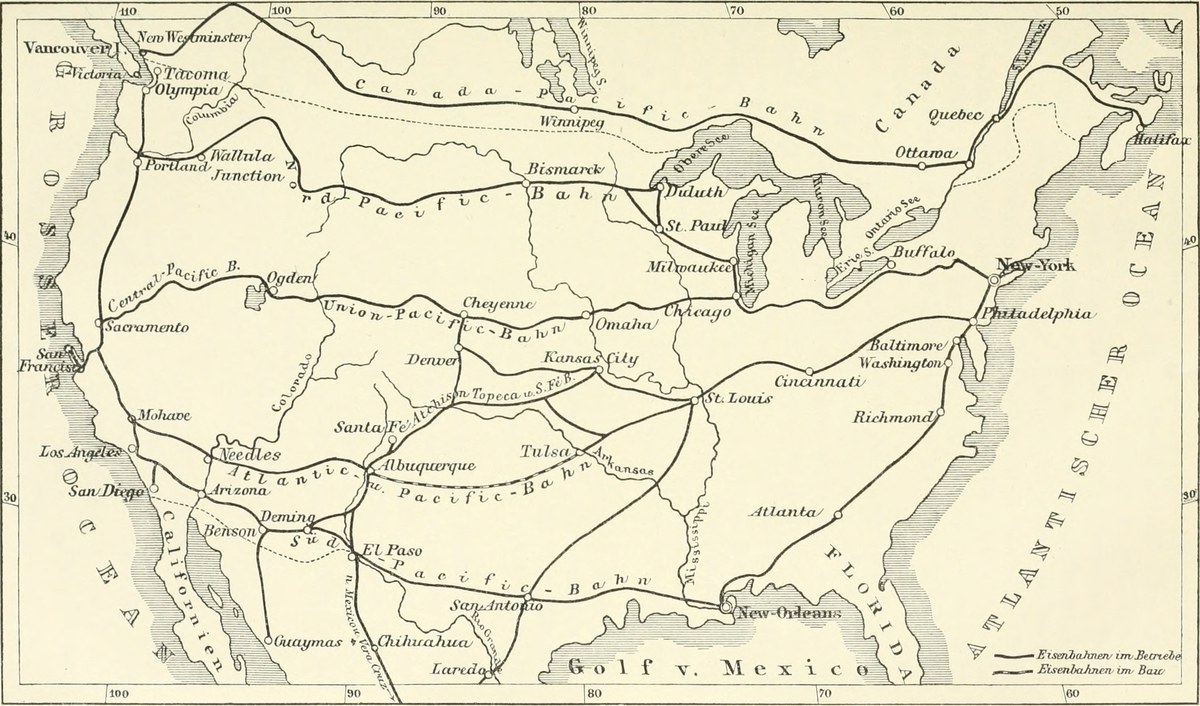 110
100
90
80
70
60
50
New Westminster
Vancouver I.
Victoria
Tacoma
Olympia
Columbia
Canada-Pacific Bahn
Winnipeg S.
Winnipeg
Canada
S. Lorenz
Quebec
Halifax
Ottawa
Portland
Wallula
Junction
Nord-Pacific-Bahn
Bismarck
Obere See
Duluth
St. Paul
Huron See
Ontario See
Michigan See
Milwaukee
Erie S.
Buffalo
New-York
40
40
GROSSER OCEAN
Central-Pacific B.
Ogden
Sacramento
Union-Pacific-Bahn
Cheyenne
Omaha
Chicago
Philadelphia
San
Francisco
Denver
Kansas City
Baltimore
Washington
Cincinnati
Colorado
Atchison Topeca u. S. Fé B.
St. Louis
Richmond
Mohave
Santa Fé
Los Angeles
Needles
Albuquerque
Tulsa
Arkansas
Atlantic u. Pacific-Bahn
San Diego
Arizona
30
30
Deming
Benson
Süd-Pacific-Bahn
El Paso
Atlanta
Mississippi
Californien
San Antonio
New-Orleans
FLORIDA
ATLANTISCHER OCEAN
Guaymas
n. Mexico u. Vera Cruz
Chihuahua
Rio Grande
Laredo
Golf v. Mexico
Eisenbahnen im Betriebe
Eisenbahnen im Bau
100
90
80
70
60